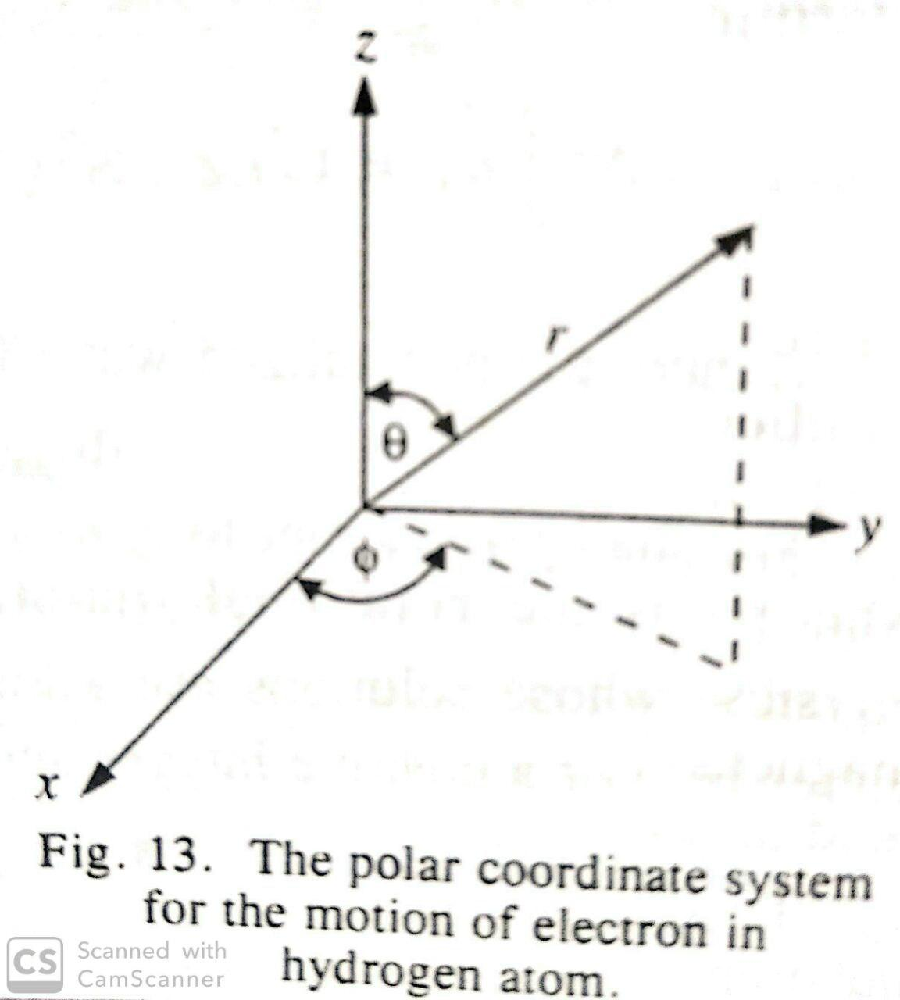 z
r
θ
y
ϕ
x
Fig. 13. The polar coordinate system
for the motion of electron in
hydrogen atom.
CS Scanned with
CamScanner